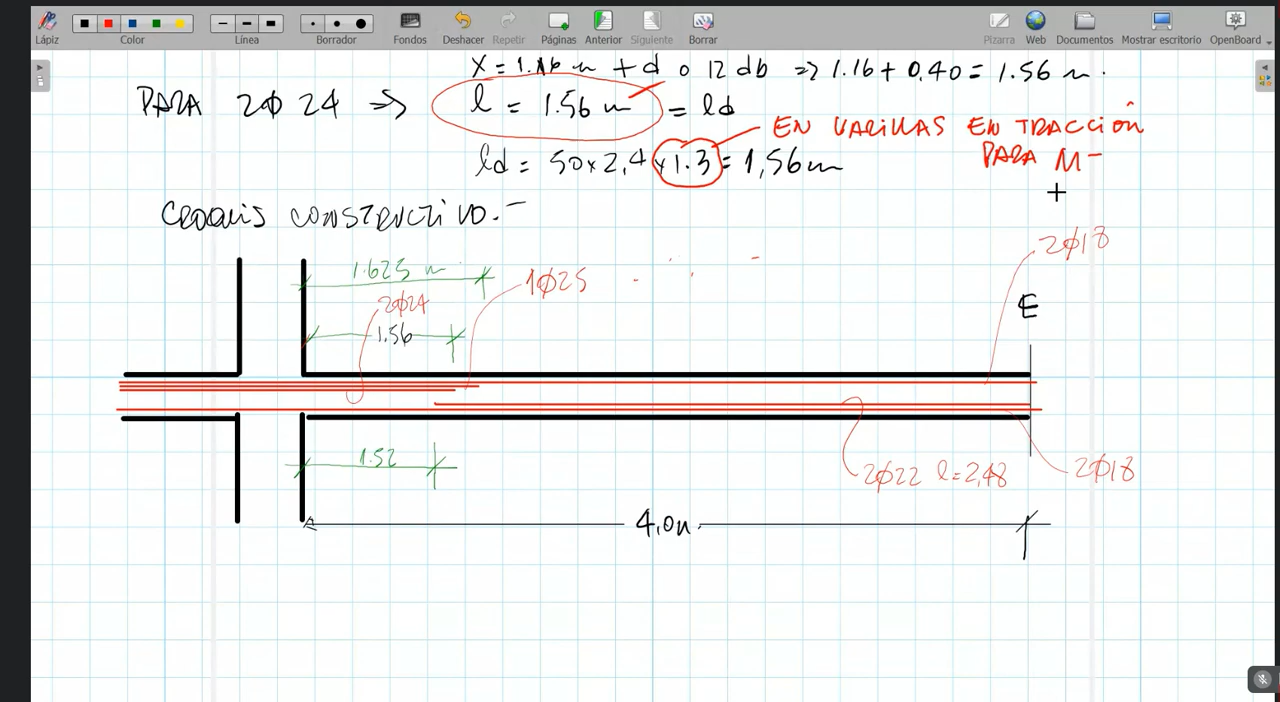 Lápiz Color Línea Borrador Fondos Deshacer Repetir Páginas Anterior Siguiente Borrar Pizarra Web Documentos Mostrar escritorio OpenBoard
X = 1.16 m + d o 12 db => 1.16 + 0.40 = 1.56 m.
PARA 2Φ24 => l = 1.56 m = ld
EN VARILLAS EN TRACCIÓN
PARA M-
ld = 50 x 2,4 x 1.3 = 1,56 m
+
CROQUIS CONSTRUCTIVO.-
2Φ18
1.625 m
1Φ25
2Φ24
1.56
1.52
2Φ22 l=2,48
2Φ18
4,0m